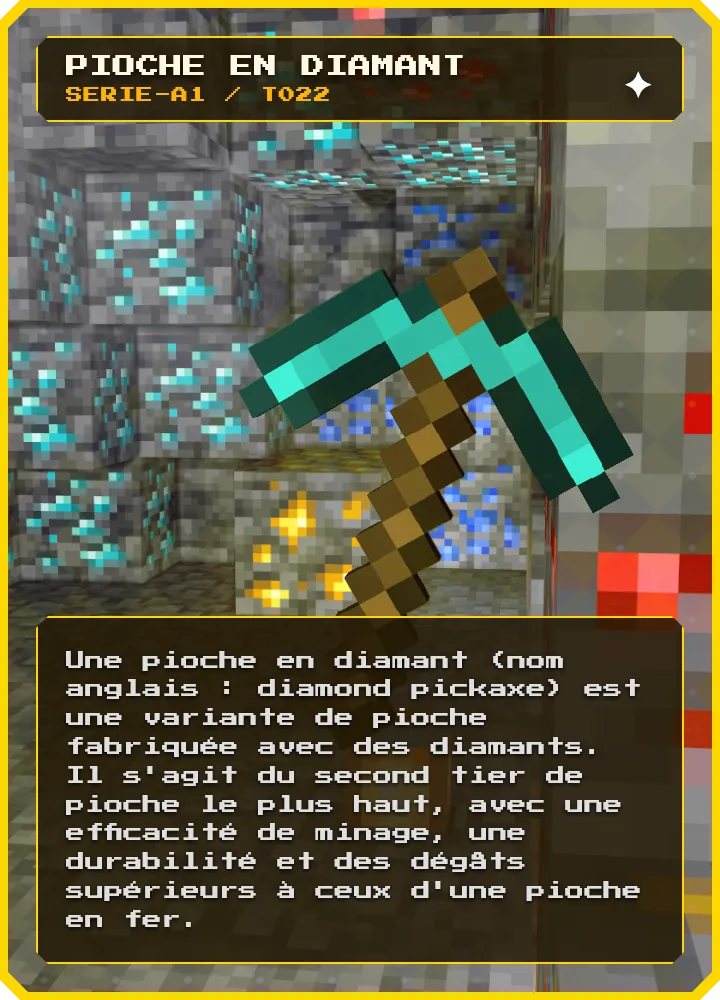 PIOCHE EN DIAMANT
SERIE-A1 / T022
Une pioche en diamant (nom
anglais : diamond pickaxe) est
une variante de pioche
fabriquée avec des diamants.
Il s'agit du second tier de
pioche le plus haut, avec une
efficacité de minage, une
durabilité et des dégâts
supérieurs à ceux d'une pioche
en fer.